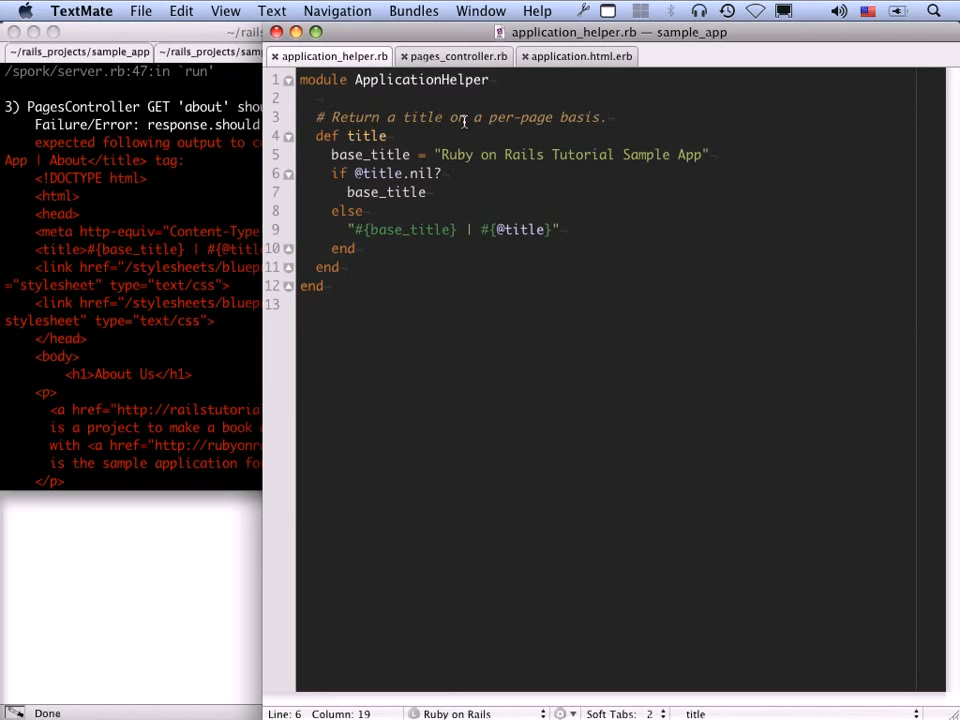 TextMate File Edit View Text Navigation Bundles Window Help
~/rails
application_helper.rb — sample_app
~/rails_projects/sample_app
~/rails_projects/sam
application_helper.rb
pages_controller.rb
application.html.erb
/spork/server.rb:47:in `run'
3) PagesController GET 'about' shou
Failure/Error: response.should
expected following output to c
App | About</title> tag:
<!DOCTYPE html>
<html>
<head>
<meta http-equiv="Content-Type
<title>#{base_title} | #{@titl
<link href="/stylesheets/bluep
="stylesheet" type="text/css">
<link href="/stylesheets/bluep
stylesheet" type="text/css">
</head>
<body>
<h1>About Us</h1>
<p>
<a href="http://railstutoria
is a project to make a book a
with <a href="http://rubyonra
is the sample application fo
</p>
1 module ApplicationHelper
2
3 # Return a title on a per-page basis.
4 def title
5 base_title = "Ruby on Rails Tutorial Sample App"
6 if @title.nil?
7 base_title
8 else
9 "#{base_title} | #{@title}"
10 end
11 end
12 end
13
Done
Line: 6 Column: 19 Ruby on Rails Soft Tabs: 2 title